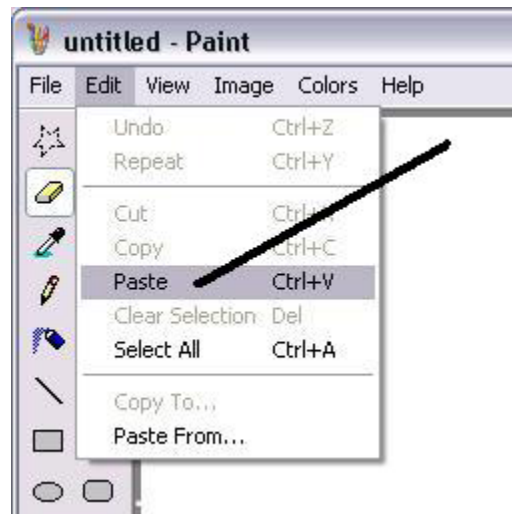 untitled - Paint
File Edit View Image Colors Help
Undo Ctrl+Z
Repeat Ctrl+Y
Cut
Copy Ctrl+C
Paste Ctrl+V
Clear Selection Del
Select All Ctrl+A
Copy To...
Paste From...